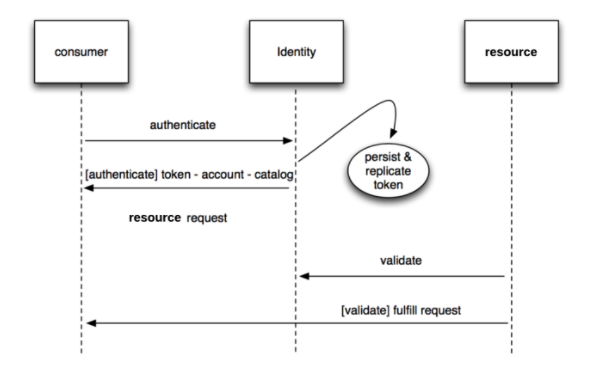 consumer
Identity
resource
authenticate
persist &
replicate
token
[authenticate] token - account - catalog
resource request
validate
[validate] fulfill request